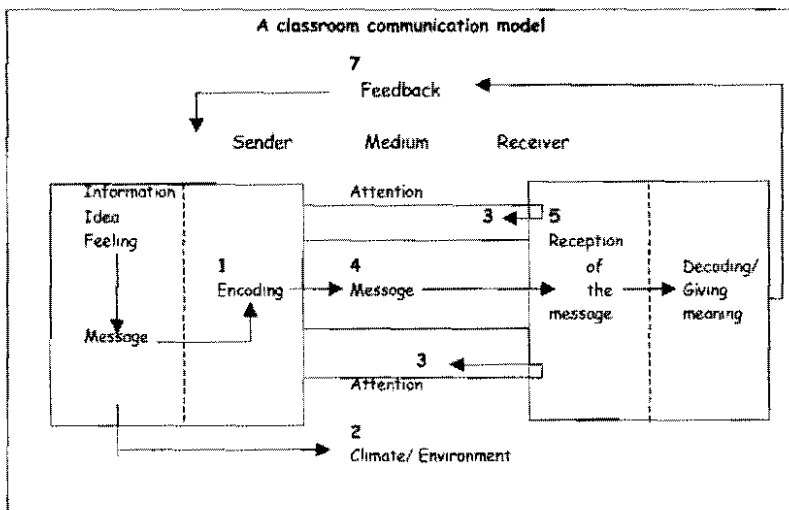 A classroom communication model
7
Feedback
Sender Medium Receiver
Information
Idea
Feeling
Attention
3
5
Reception
of
the
message
1
Encoding
4
Message
Decoding/
Giving
meaning
Message
3
Attention
2
Climate/ Environment